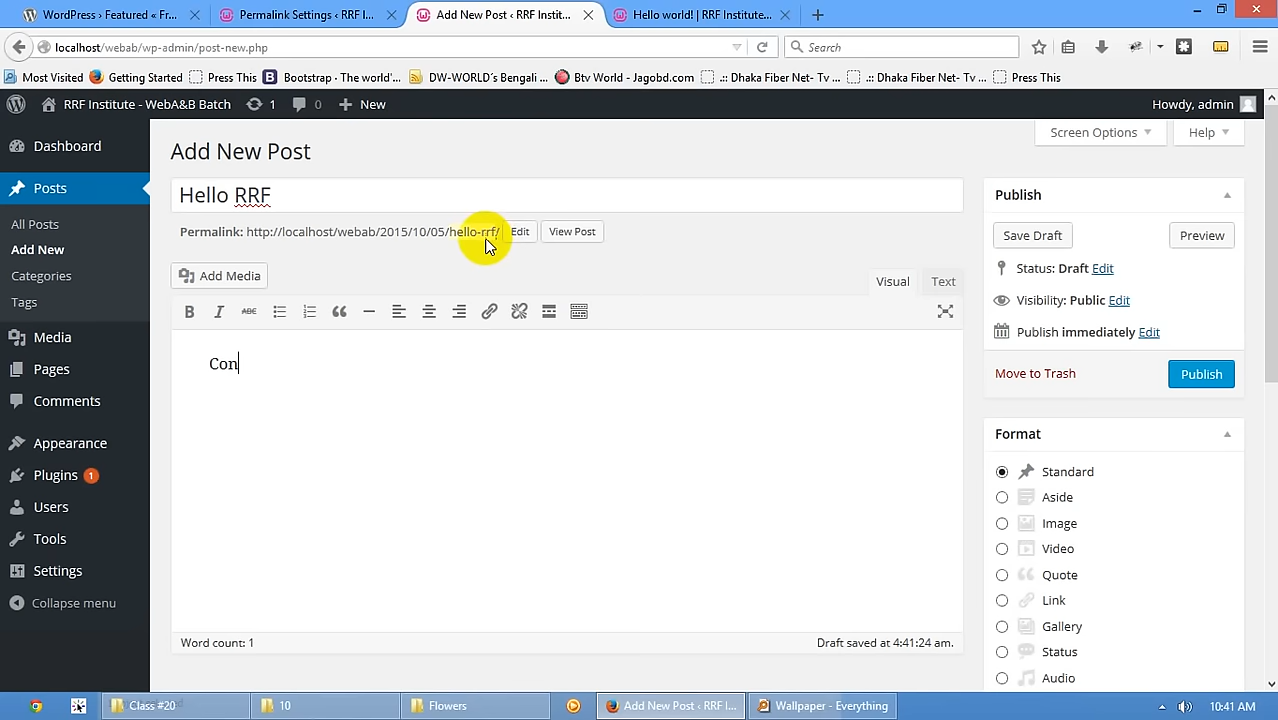 WordPress › Featured « F...
Permalink Settings ‹ RRF I...
Add New Post ‹ RRF Instit...
Hello world! | RRF Institute...
localhost/webab/wp-admin/post-new.php
Search
Most Visited
Getting Started
Press This
Bootstrap · The world'...
DW-WORLD's Bengali ...
Btv World - Jagobd.com
.:: Dhaka Fiber Net- Tv ...
.:: Dhaka Fiber Net- Tv ...
Press This
RRF Institute - WebA&B Batch
1
0
New
Howdy, admin
Dashboard
Posts
All Posts
Add New
Categories
Tags
Media
Pages
Comments
Appearance
Plugins 1
Users
Tools
Settings
Collapse menu
Screen Options
Help
Add New Post
Hello RRF
Permalink: http://localhost/webab/2015/10/05/hello-rrf/ Edit View Post
Add Media
Visual Text
B I ABC
Con
Word count: 1
Draft saved at 4:41:24 am.
Publish
Save Draft Preview
Status: Draft Edit
Visibility: Public Edit
Publish immediately Edit
Move to Trash Publish
Format
Standard
Aside
Image
Video
Quote
Link
Gallery
Status
Audio
Class #20
10
Flowers
Add New Post ‹ RRF I...
Wallpaper - Everything
10:41 AM